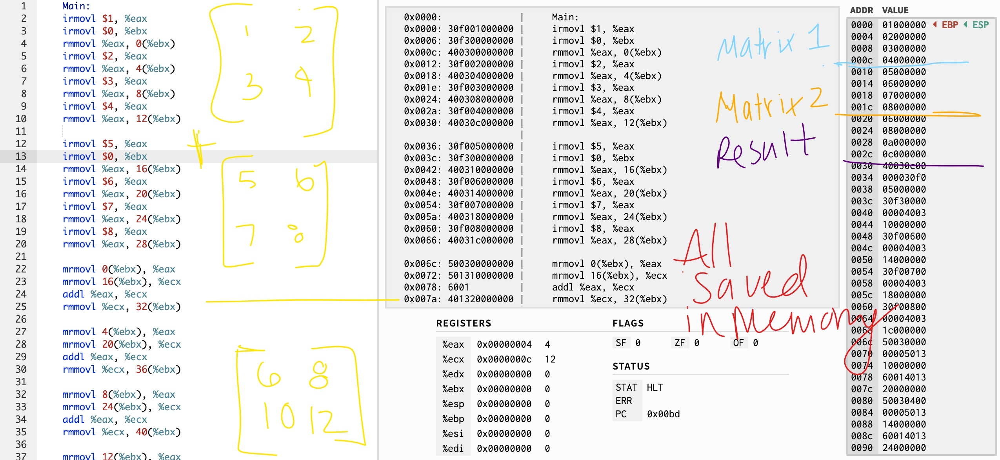 1 Main:
2 irmovl $1, %eax
3 irmovl $0, %ebx
4 rmmovl %eax, 0(%ebx)
5 irmovl $2, %eax
6 rmmovl %eax, 4(%ebx)
7 irmovl $3, %eax
8 rmmovl %eax, 8(%ebx)
9 irmovl $4, %eax
10 rmmovl %eax, 12(%ebx)
11
12 irmovl $5, %eax
13 irmovl $0, %ebx
14 rmmovl %eax, 16(%ebx)
15 irmovl $6, %eax
16 rmmovl %eax, 20(%ebx)
17 irmovl $7, %eax
18 rmmovl %eax, 24(%ebx)
19 irmovl $8, %eax
20 rmmovl %eax, 28(%ebx)
21
22 mrmovl 0(%ebx), %eax
23 mrmovl 16(%ebx), %ecx
24 addl %eax, %ecx
25 rmmovl %ecx, 32(%ebx)
26
27 mrmovl 4(%ebx), %eax
28 mrmovl 20(%ebx), %ecx
29 addl %eax, %ecx
30 rmmovl %ecx, 36(%ebx)
31
32 mrmovl 8(%ebx), %eax
33 mrmovl 24(%ebx), %ecx
34 addl %eax, %ecx
35 rmmovl %ecx, 40(%ebx)
36
37 mrmovl 12(%ebx), %eax
1 2
3 4
+
5 6
7 8
6 8
10 12
0x0000: | Main:
0x0000: 30f001000000 | irmovl $1, %eax
0x0006: 30f300000000 | irmovl $0, %ebx
0x000c: 400300000000 | rmmovl %eax, 0(%ebx)
0x0012: 30f002000000 | irmovl $2, %eax
0x0018: 400304000000 | rmmovl %eax, 4(%ebx)
0x001e: 30f003000000 | irmovl $3, %eax
0x0024: 400308000000 | rmmovl %eax, 8(%ebx)
0x002a: 30f004000000 | irmovl $4, %eax
0x0030: 40030c000000 | rmmovl %eax, 12(%ebx)
|
0x0036: 30f005000000 | irmovl $5, %eax
0x003c: 30f300000000 | irmovl $0, %ebx
0x0042: 400310000000 | rmmovl %eax, 16(%ebx)
0x0048: 30f006000000 | irmovl $6, %eax
0x004e: 400314000000 | rmmovl %eax, 20(%ebx)
0x0054: 30f007000000 | irmovl $7, %eax
0x005a: 400318000000 | rmmovl %eax, 24(%ebx)
0x0060: 30f008000000 | irmovl $8, %eax
0x0066: 40031c000000 | rmmovl %eax, 28(%ebx)
|
0x006c: 500300000000 | mrmovl 0(%ebx), %eax
0x0072: 501310000000 | mrmovl 16(%ebx), %ecx
0x0078: 6001 | addl %eax, %ecx
0x007a: 401320000000 | rmmovl %ecx, 32(%ebx)
Matrix 1
Matrix 2
Result
All
saved
in Memory
REGISTERS
%eax 0x00000004 4
%ecx 0x0000000c 12
%edx 0x00000000 0
%ebx 0x00000000 0
%esp 0x00000000 0
%ebp 0x00000000 0
%esi 0x00000000 0
%edi 0x00000000 0
FLAGS
SF 0 ZF 0 OF 0
STATUS
STAT HLT
ERR
PC 0x00bd
ADDR VALUE
0000 01000000 EBP ESP
0004 02000000
0008 03000000
000c 04000000
0010 05000000
0014 06000000
0018 07000000
001c 08000000
0020 06000000
0024 08000000
0028 0a000000
002c 0c000000
0030 40030c00
0034 000030f0
0038 05000000
003c 30f30000
0040 00004003
0044 10000000
0048 30f00600
004c 00004003
0050 14000000
0054 30f00700
0058 00004003
005c 18000000
0060 30f00800
0064 00004003
0068 1c000000
006c 50030000
0070 00005013
0074 10000000
0078 60014013
007c 20000000
0080 50030400
0084 00005013
0088 14000000
008c 60014013
0090 24000000